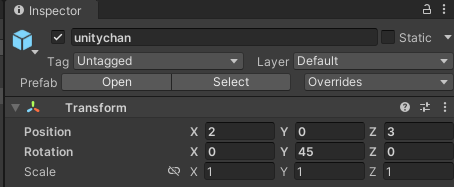 Inspector
unitychan Static
Tag Untagged Layer Default
Prefab Open Select Overrides
Transform
Position X 2 Y 0 Z 3
Rotation X 0 Y 45 Z 0
Scale X 1 Y 1 Z 1